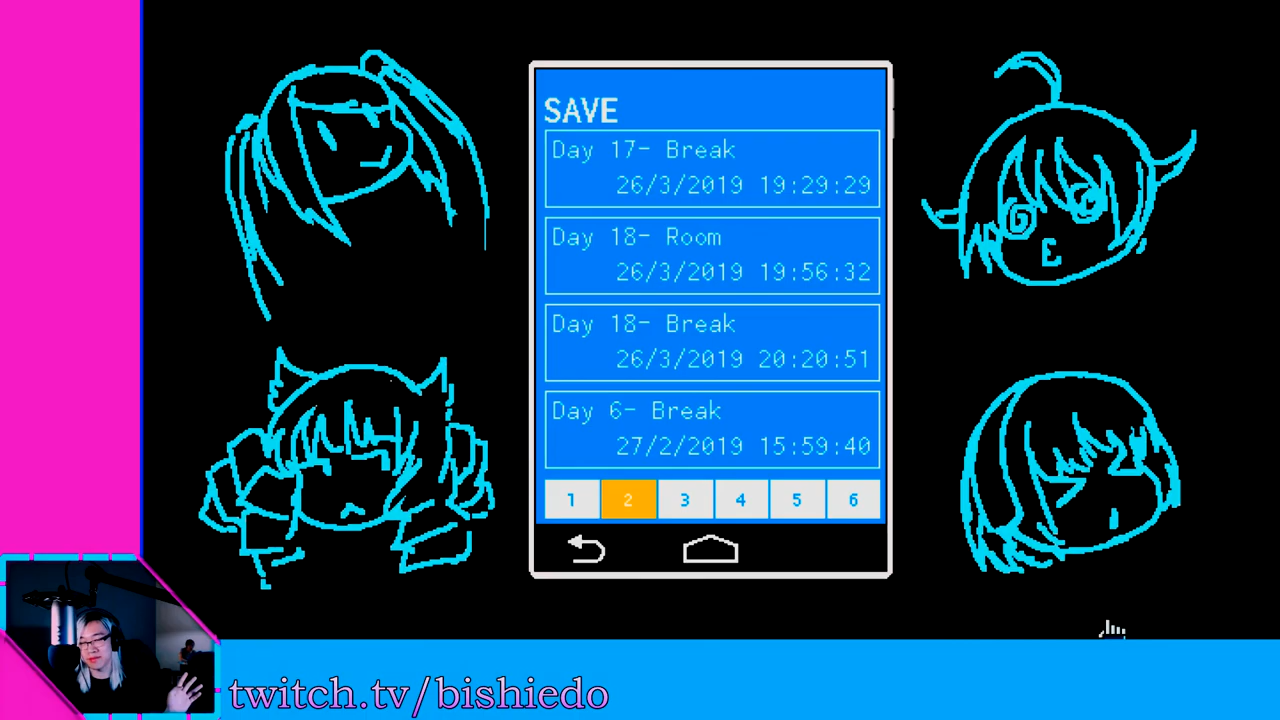 SAVE
Day 17- Break
26/3/2019 19:29:29
Day 18- Room
26/3/2019 19:56:32
Day 18- Break
26/3/2019 20:20:51
Day 6- Break
27/2/2019 15:59:40
1 2 3 4 5 6
twitch.tv/bishiedo